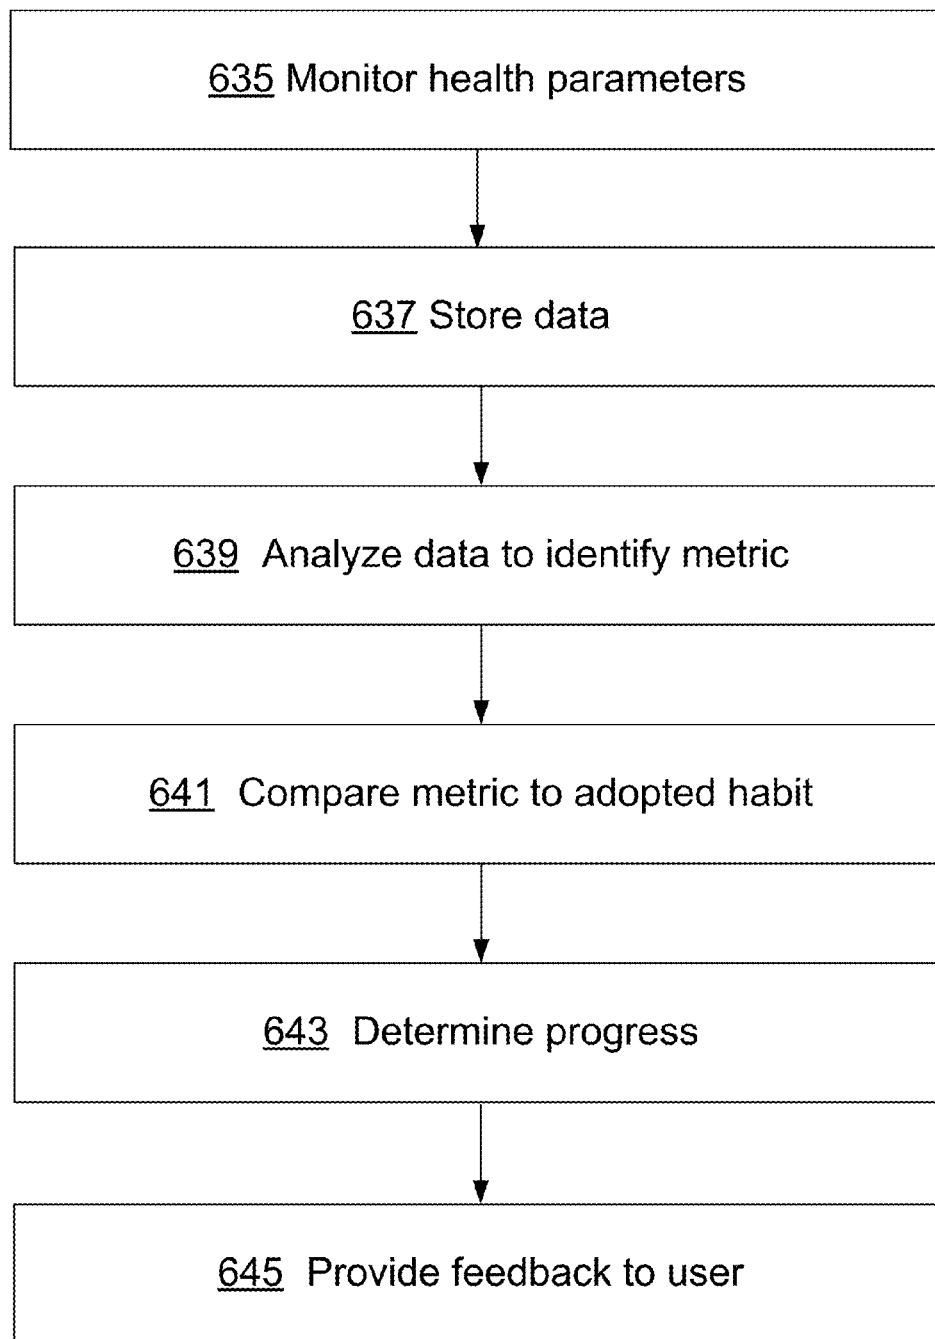 635 Monitor health parameters
637 Store data
639 Analyze data to identify metric
641 Compare metric to adopted habit
643 Determine progress
645 Provide feedback to user